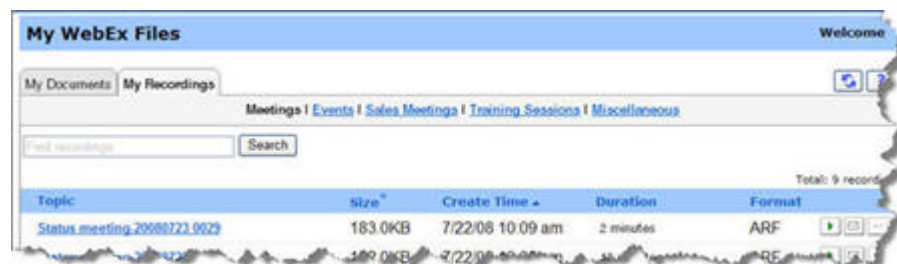 My WebEx Files Welcome
My Documents My Recordings ?
Meetings | Events | Sales Meetings | Training Sessions | Miscellaneous
Find recordings Search
Total: 9 record
Topic Size* Create Time Duration Format
Status meeting 20080723 0029 183.0KB 7/22/08 10:09 am 2 minutes ARF